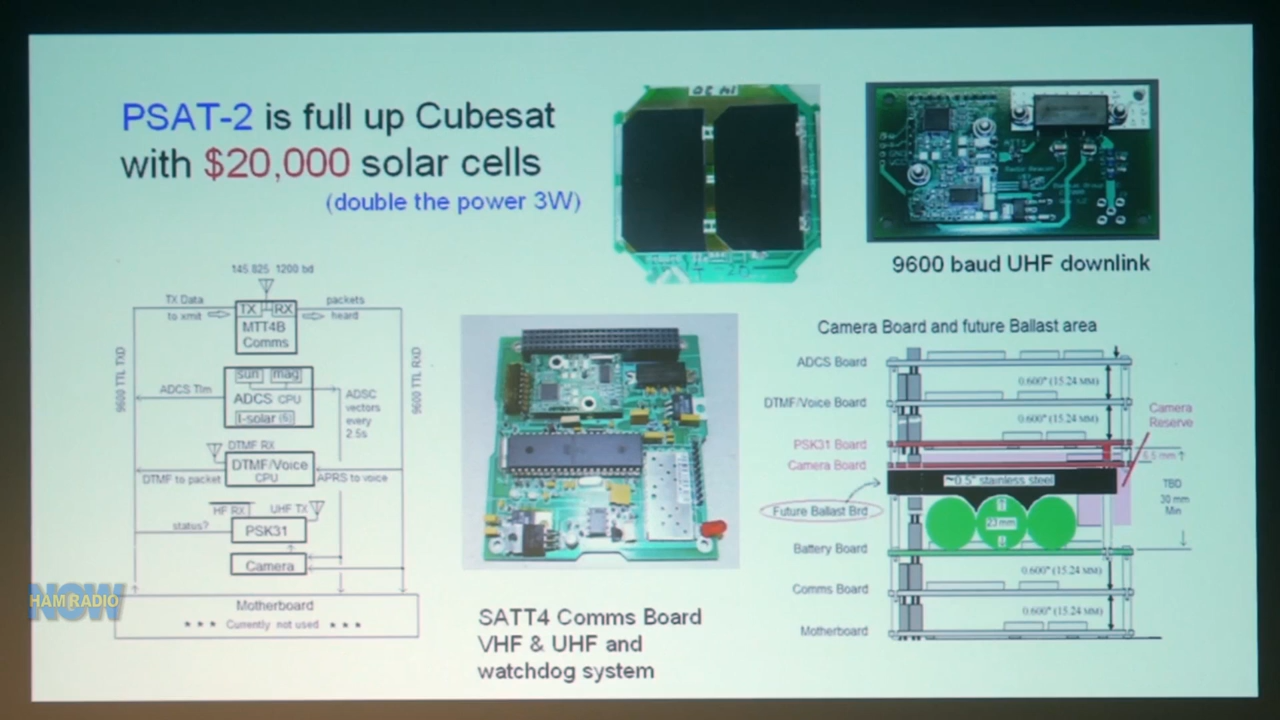 PSAT-2 is full up Cubesat
with $20,000 solar cells
(double the power 3W)
9600 baud UHF downlink
145.825 1200 bd
TX Data
to xmit
TX RX
MTT4B
Comms
packets
heard
9600 TTL TXD
9600 TTL RXD
sun mag
ADCS CPU
I-solar (6)
ADCS Tlm
ADSC
vectors
every
2.5s
DTMF RX
DTMF/Voice
CPU
DTMF to packet
APRS to voice
HF RX
UHF TX
status?
PSK31
Camera
Motherboard
* * * Currently not used * * *
SATT4 Comms Board
VHF & UHF and
watchdog system
Camera Board and future Ballast area
ADCS Board
0.600" (15.24 MM)
DTMF/Voice Board
0.600" (15.24 MM)
Camera
Reserve
PSK31 Board
5.5 mm
Camera Board
~0.5" stainless steel
TBD
30 mm
Min
Future Ballast Brd
23 mm
Battery Board
0.600" (15.24 MM)
Comms Board
0.600" (15.24 MM)
Motherboard
HAM RADIO
NOW